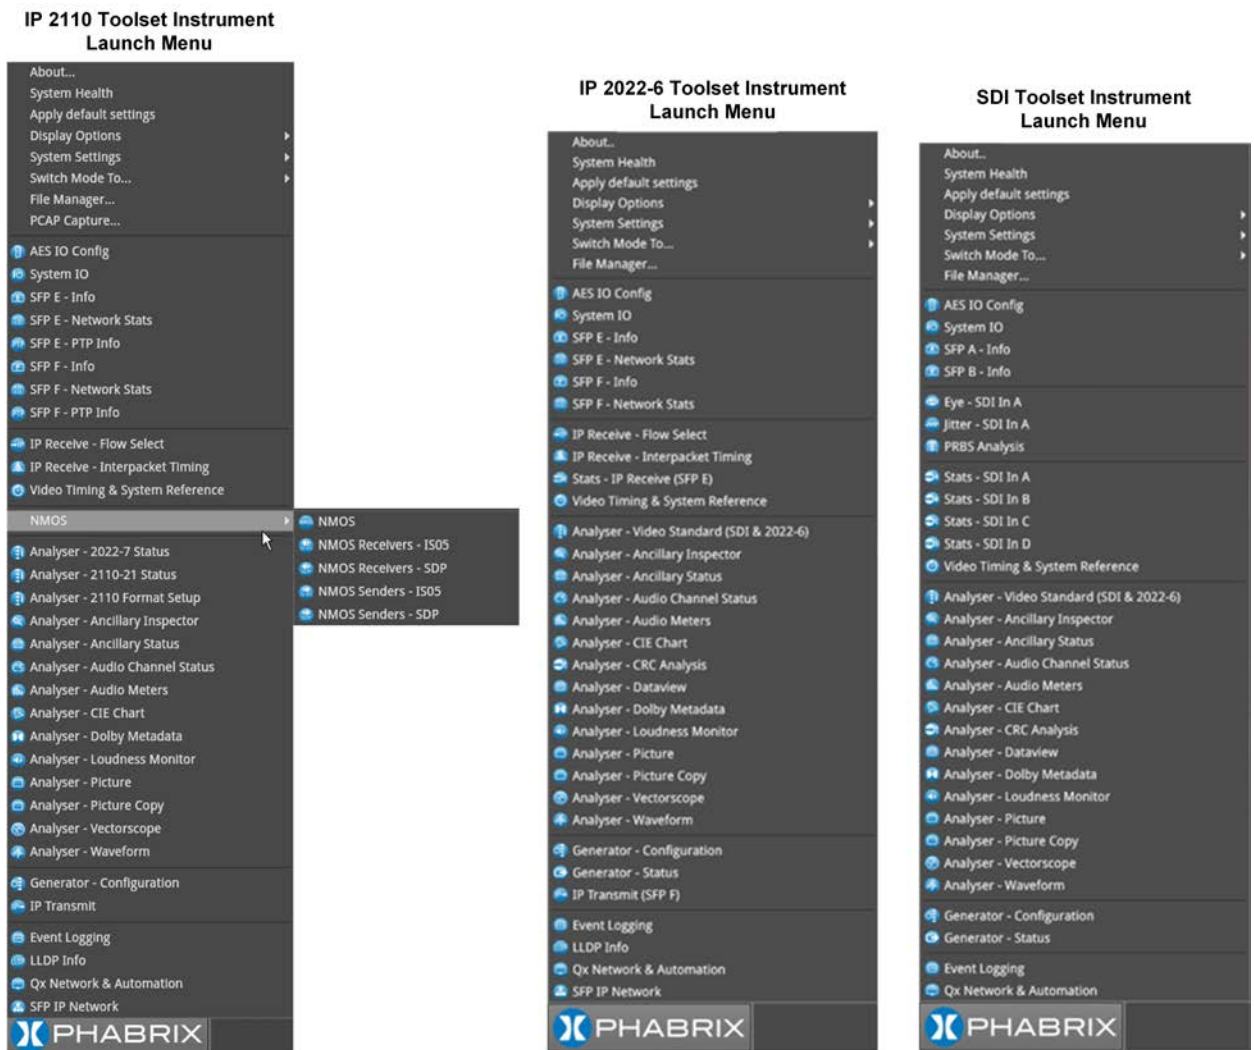 IP 2110 Toolset Instrument
Launch Menu
About...
System Health
Apply default settings
Display Options
System Settings
Switch Mode To...
File Manager...
PCAP Capture...
AES IO Config
System IO
SFP E - Info
SFP E - Network Stats
SFP E - PTP Info
SFP F - Info
SFP F - Network Stats
SFP F - PTP Info
IP Receive - Flow Select
IP Receive - Interpacket Timing
Video Timing & System Reference
NMOS
NMOS
NMOS Receivers - IS05
NMOS Receivers - SDP
NMOS Senders - IS05
NMOS Senders - SDP
Analyser - 2022-7 Status
Analyser - 2110-21 Status
Analyser - 2110 Format Setup
Analyser - Ancillary Inspector
Analyser - Ancillary Status
Analyser - Audio Channel Status
Analyser - Audio Meters
Analyser - CIE Chart
Analyser - Dolby Metadata
Analyser - Loudness Monitor
Analyser - Picture
Analyser - Picture Copy
Analyser - Vectorscope
Analyser - Waveform
Generator - Configuration
IP Transmit
Event Logging
LLDP Info
Qx Network & Automation
SFP IP Network
PHABRIX
IP 2022-6 Toolset Instrument
Launch Menu
About..
System Health
Apply default settings
Display Options
System Settings
Switch Mode To...
File Manager...
AES IO Config
System IO
SFP E - Info
SFP E - Network Stats
SFP F - Info
SFP F - Network Stats
IP Receive - Flow Select
IP Receive - Interpacket Timing
Stats - IP Receive (SFP E)
Video Timing & System Reference
Analyser - Video Standard (SDI & 2022-6)
Analyser - Ancillary Inspector
Analyser - Ancillary Status
Analyser - Audio Channel Status
Analyser - Audio Meters
Analyser - CIE Chart
Analyser - CRC Analysis
Analyser - Dataview
Analyser - Dolby Metadata
Analyser - Loudness Monitor
Analyser - Picture
Analyser - Picture Copy
Analyser - Vectorscope
Analyser - Waveform
Generator - Configuration
Generator - Status
IP Transmit (SFP F)
Event Logging
LLDP Info
Qx Network & Automation
SFP IP Network
PHABRIX
SDI Toolset Instrument
Launch Menu
About..
System Health
Apply default settings
Display Options
System Settings
Switch Mode To...
File Manager...
AES IO Config
System IO
SFP A - Info
SFP B - Info
Eye - SDI In A
Jitter - SDI In A
PRBS Analysis
Stats - SDI In A
Stats - SDI In B
Stats - SDI In C
Stats - SDI In D
Video Timing & System Reference
Analyser - Video Standard (SDI & 2022-6)
Analyser - Ancillary Inspector
Analyser - Ancillary Status
Analyser - Audio Channel Status
Analyser - Audio Meters
Analyser - CIE Chart
Analyser - CRC Analysis
Analyser - Dataview
Analyser - Dolby Metadata
Analyser - Loudness Monitor
Analyser - Picture
Analyser - Picture Copy
Analyser - Vectorscope
Analyser - Waveform
Generator - Configuration
Generator - Status
Event Logging
Qx Network & Automation
PHABRIX